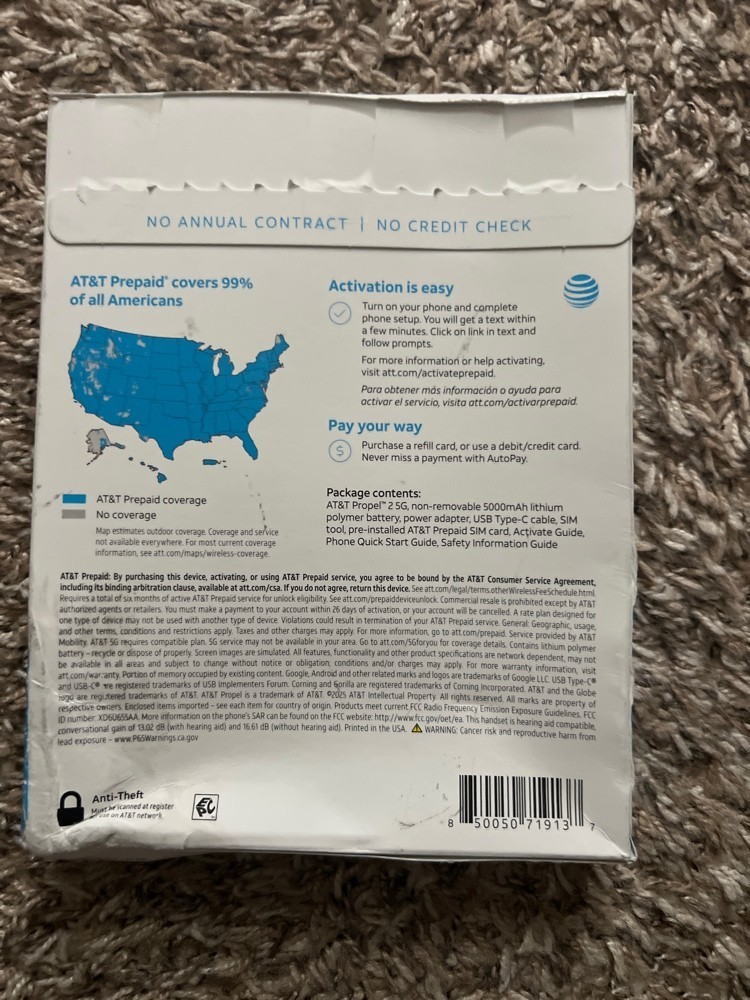 NO ANNUAL CONTRACT | NO CREDIT CHECK
AT&T Prepaid* covers 99%
of all Americans
AT&T Prepaid coverage
No coverage
Map estimates outdoor coverage. Coverage and service
not available everywhere. For most current coverage
information, see att.com/maps/wireless-coverage.
Activation is easy
Turn on your phone and complete
phone setup. You will get a text within
a few minutes. Click on link in text and
follow prompts.
For more information or help activating,
visit att.com/activateprepaid.
Para obtener más información o ayuda para
activar el servicio, visita att.com/activarprepaid.
Pay your way
$
Purchase a refill card, or use a debit/credit card.
Never miss a payment with AutoPay.
Package contents:
AT&T Propel™ 2 5G, non-removable 5000mAh lithium
polymer battery, power adapter, USB Type-C cable, SIM
tool, pre-installed AT&T Prepaid SIM card, Activate Guide,
Phone Quick Start Guide, Safety Information Guide
AT&T Prepaid: By purchasing this device, activating, or using AT&T Prepaid service, you agree to be bound by the AT&T Consumer Service Agreement,
including its binding arbitration clause, available at att.com/csa. If you do not agree, return this device. See att.com/legal/terms.otherWirelessFeeSchedule.html.
Requires a total of six months of active AT&T Prepaid service for unlock eligibility. See att.com/prepaiddeviceunlock. Commercial resale is prohibited except by AT&T
authorized agents or retailers. You must make a payment to your account within 26 days of activation, or your account will be cancelled. A rate plan designed for
one type of device may not be used with another type of device. Violations could result in termination of your AT&T Prepaid service. General: Geographic, usage,
and other terms, conditions and restrictions apply. Taxes and other charges may apply. For more information, go to att.com/prepaid. Service provided by AT&T
Mobility. AT&T 5G requires compatible plan. 5G service may not be available in your area. Go to att.com/5Gforyou for coverage details. Contains lithium polymer
battery – recycle or dispose of properly. Screen images are simulated. All features, functionality and other product specifications are network dependent, may not
be available in all areas and subject to change without notice or obligation; conditions and/or charges may apply. For more warranty information, visit
att.com/warranty. Portion of memory occupied by existing content. Google, Android and other related marks and logos are trademarks of Google LLC. USB Type-C®
and USB-C® are registered trademarks of USB Implementers Forum. Corning and Gorilla are registered trademarks of Corning Incorporated. AT&T and the Globe
logo are registered trademarks of AT&T. AT&T Propel is a trademark of AT&T. ©2025 AT&T Intellectual Property. All rights reserved. All marks are property of
respective owners. Enclosed items imported – see each item for country of origin. Products meet current FCC Radio Frequency Emission Exposure Guidelines. FCC
ID number: XD6U655AA. More information on the phone's SAR can be found on the FCC website: http://www.fcc.gov/oet/ea. This handset is hearing aid compatible,
conversational gain of 13.02 dB (with hearing aid) and 16.61 dB (without hearing aid). Printed in the USA. ⚠ WARNING: Cancer risk and reproductive harm from
lead exposure – www.P65Warnings.ca.gov
Anti-Theft
Must be scanned at register
use on AT&T network.
8 50050 71913 7